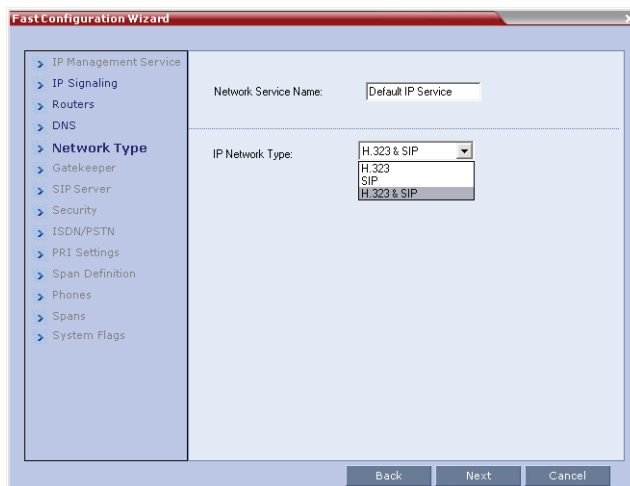 Fast Configuration Wizard
IP Management Service
IP Signaling
Routers
DNS
Network Type
Gatekeeper
SIP Server
Security
ISDN/PSTN
PRI Settings
Span Definition
Phones
Spans
System Flags
Network Service Name: Default IP Service
IP Network Type: H.323 & SIP
H.323
SIP
H.323 & SIP
Back Next Cancel